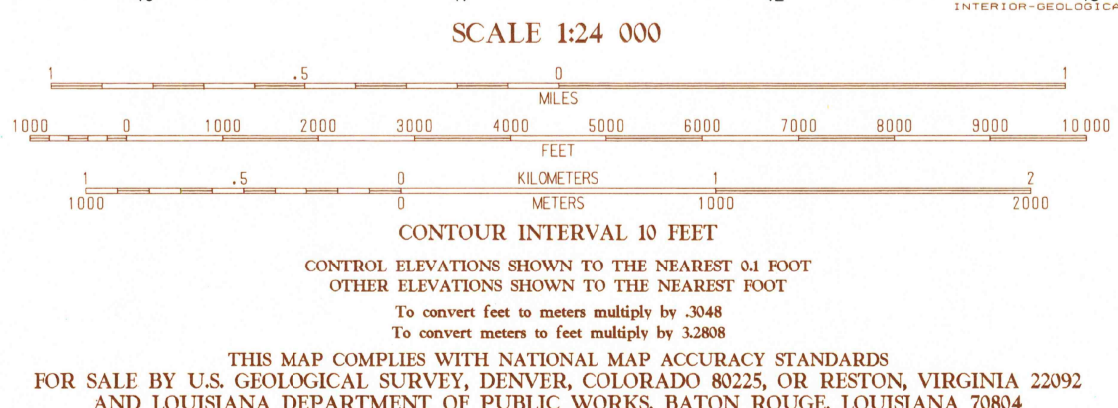 INTERIOR-GEOLOGICA
SCALE 1:24 000
1 .5 0 1
MILES
1000 0 1000 2000 3000 4000 5000 6000 7000 8000 9000 10 000
FEET
1 .5 0 KILOMETERS 1 2
1000 0 METERS 1000 2000
CONTOUR INTERVAL 10 FEET
CONTROL ELEVATIONS SHOWN TO THE NEAREST 0.1 FOOT
OTHER ELEVATIONS SHOWN TO THE NEAREST FOOT
To convert feet to meters multiply by .3048
To convert meters to feet multiply by 3.2808
THIS MAP COMPLIES WITH NATIONAL MAP ACCURACY STANDARDS
FOR SALE BY U.S. GEOLOGICAL SURVEY, DENVER, COLORADO 80225, OR RESTON, VIRGINIA 22092
AND LOUISIANA DEPARTMENT OF PUBLIC WORKS, BATON ROUGE, LOUISIANA 70804